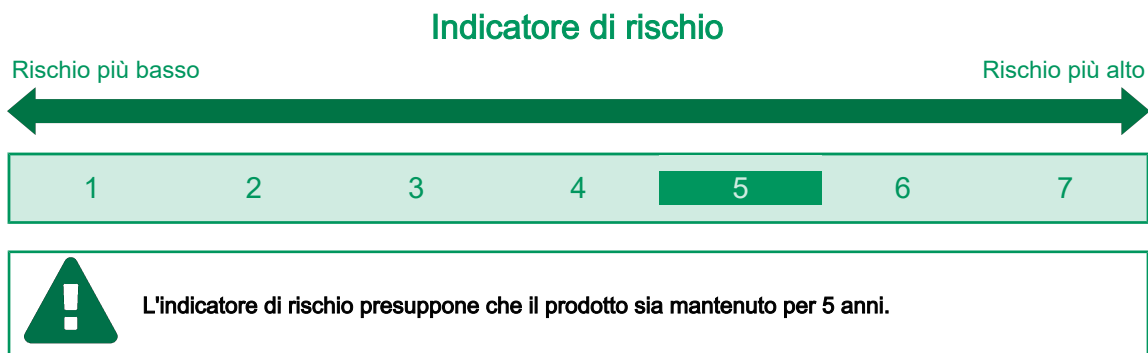 Indicatore di rischio
Rischio più basso
Rischio più alto
1 2 3 4 5 6 7
L'indicatore di rischio presuppone che il prodotto sia mantenuto per 5 anni.